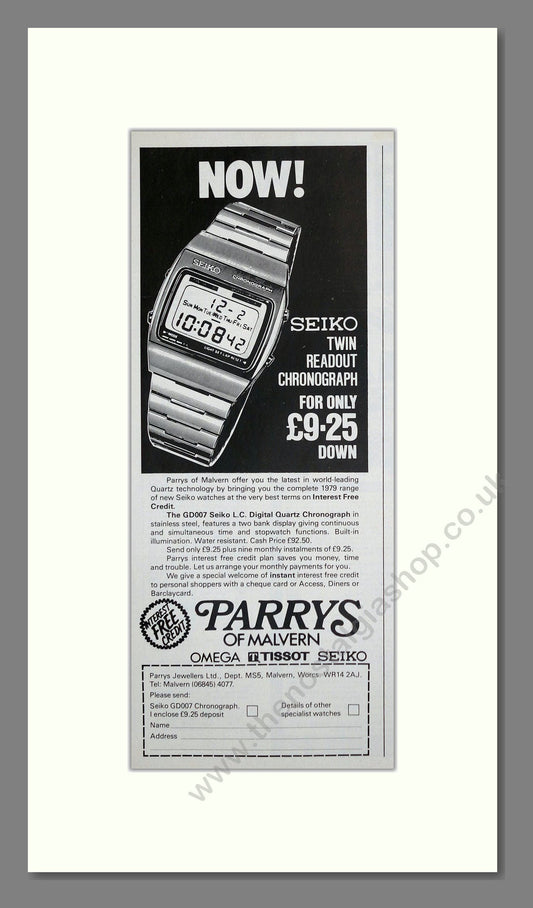 NOW!
SEIKO
CHRONOGRAPH
12-2
SUN MON TUE WED THU FRI SAT
10:08 42
SEIKO
TWIN
READOUT
CHRONOGRAPH
FOR ONLY
£9·25
DOWN
Parrys of Malvern offer you the latest in world-leading
Quartz technology by bringing you the complete 1979 range
of new Seiko watches at the very best terms on Interest Free
Credit.
The GD007 Seiko L.C. Digital Quartz Chronograph in
stainless steel, features a two bank display giving continuous
and simultaneous time and stopwatch functions. Built-in
illumination. Water resistant. Cash Price £92.50.
Send only £9.25 plus nine monthly instalments of £9.25.
Parrys interest free credit plan saves you money, time
and trouble. Let us arrange your monthly payments for you.
We give a special welcome of instant interest free credit
to personal shoppers with a cheque card or Access, Diners or
Barclaycard.
INTEREST
FREE
CREDIT
PARRYS
OF MALVERN
OMEGA TISSOT SEIKO
Parrys Jewellers Ltd., Dept. MS5, Malvern, Worcs. WR14 2AJ.
Tel: Malvern (06845) 4077.
Please send:
Seiko GD007 Chronograph.
I enclose £9.25 deposit
Details of other
specialist watches
Name
Address
www.thenostalgiashop.co.uk